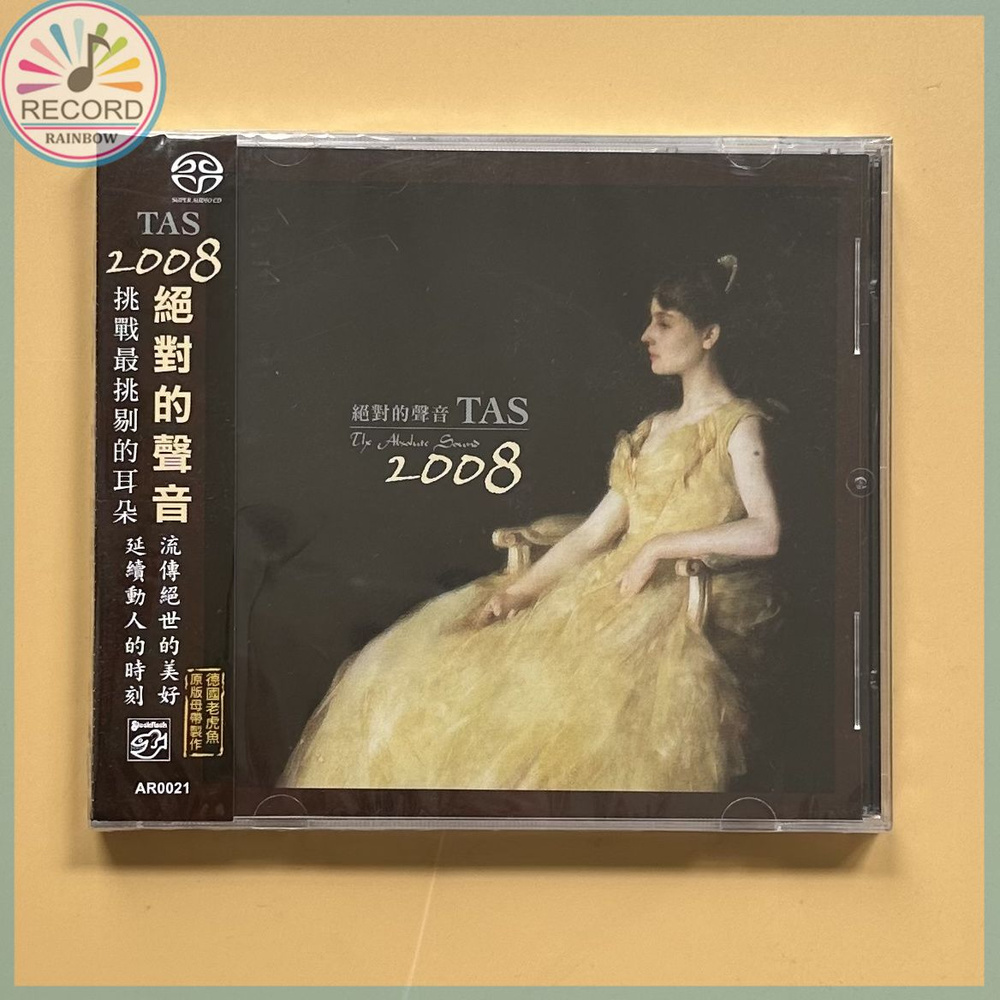 RECORD
RAINBOW
SUPER AUDIO CD
TAS
2008
絕對的聲音
挑戰最挑剔的耳朵
流傳絕世的美好
延續動人的時刻
德國老虎魚
原版母帶製作
Stockfisch
AR0021
絕對的聲音 TAS
The Absolute Sound
2008